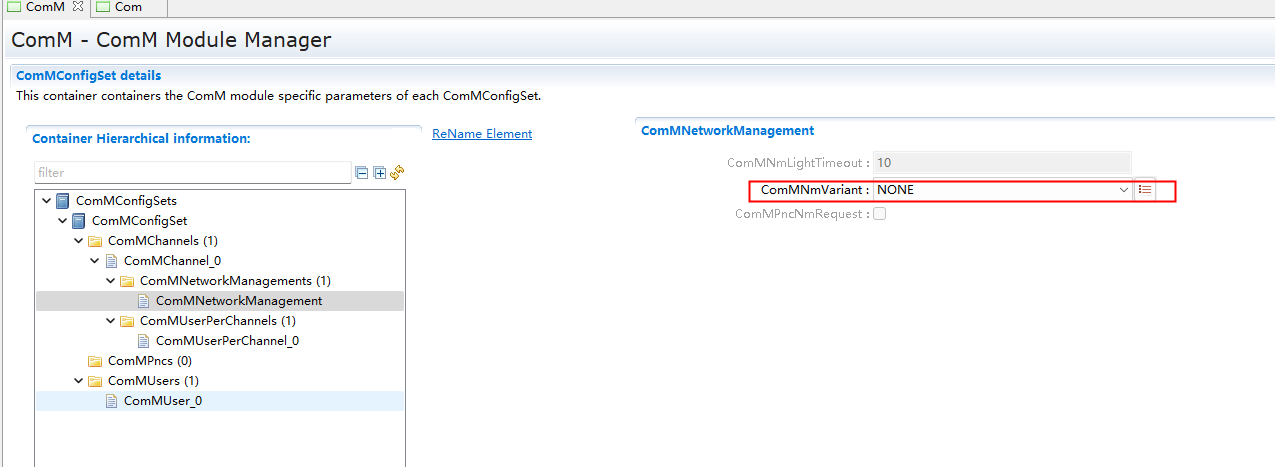 ComM Com
ComM - ComM Module Manager
ComMConfigSet details
This container containers the ComM module specific parameters of each ComMConfigSet.
Container Hierarchical information:
ReName Element
filter
ComMConfigSets
ComMConfigSet
ComMChannels (1)
ComMChannel_0
ComMNetworkManagements (1)
ComMNetworkManagement
ComMUserPerChannels (1)
ComMUserPerChannel_0
ComMPncs (0)
ComMUsers (1)
ComMUser_0
ComMNetworkManagement
ComMNmLightTimeout : 10
ComMNmVariant : NONE
ComMPncNmRequest :